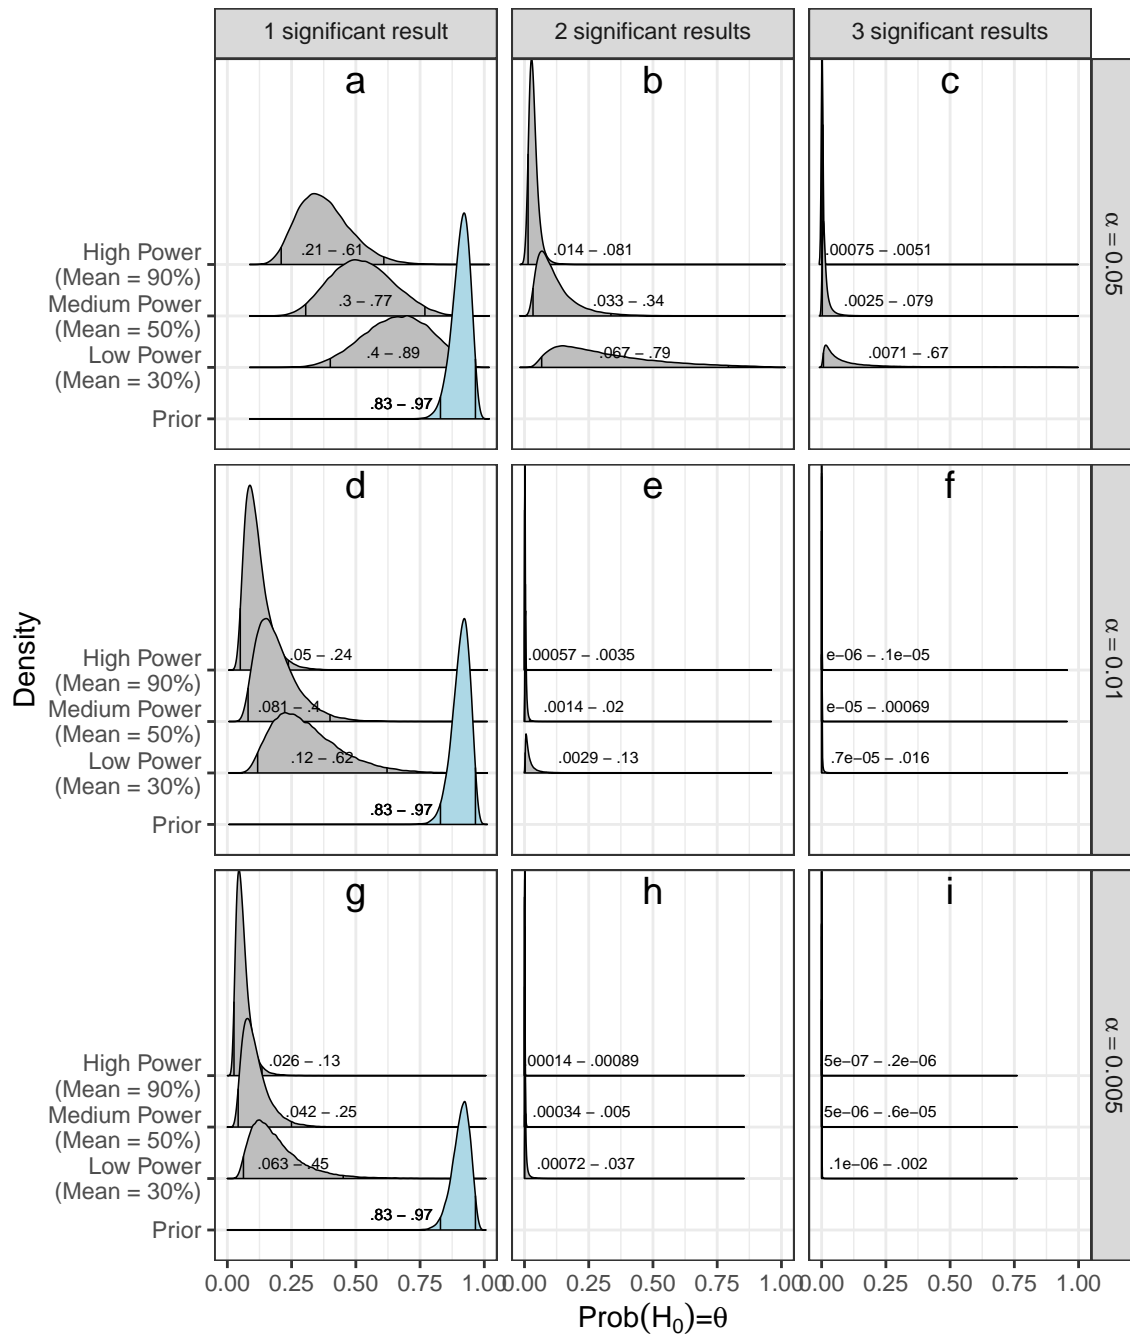 1 significant result
2 significant results
3 significant results
a
b
c
High Power
(Mean = 90%)
Medium Power
(Mean = 50%)
Low Power
(Mean = 30%)
Prior
.21 − .61
.3 − .77
.4 − .89
.83 − .97
.014 − .081
.033 − .34
.067 − .79
.00075 − .0051
.0025 − .079
.0071 − .67
α = 0.05
d
e
f
High Power
(Mean = 90%)
Medium Power
(Mean = 50%)
Low Power
(Mean = 30%)
Prior
.05 − .24
.081 − .4
.12 − .62
.83 − .97
.00057 − .0035
.0014 − .02
.0029 − .13
e−06 − .1e−05
e−05 − .00069
.7e−05 − .016
α = 0.01
g
h
i
High Power
(Mean = 90%)
Medium Power
(Mean = 50%)
Low Power
(Mean = 30%)
Prior
.026 − .13
.042 − .25
.063 − .45
.83 − .97
00014 − .00089
.00034 − .005
.00072 − .037
5e−07 − .2e−06
5e−06 − .6e−05
.1e−06 − .002
α = 0.005
Density
0.00 0.25 0.50 0.75 1.00
0.00 0.25 0.50 0.75 1.00
0.00 0.25 0.50 0.75 1.00
Prob(H₀)=θ